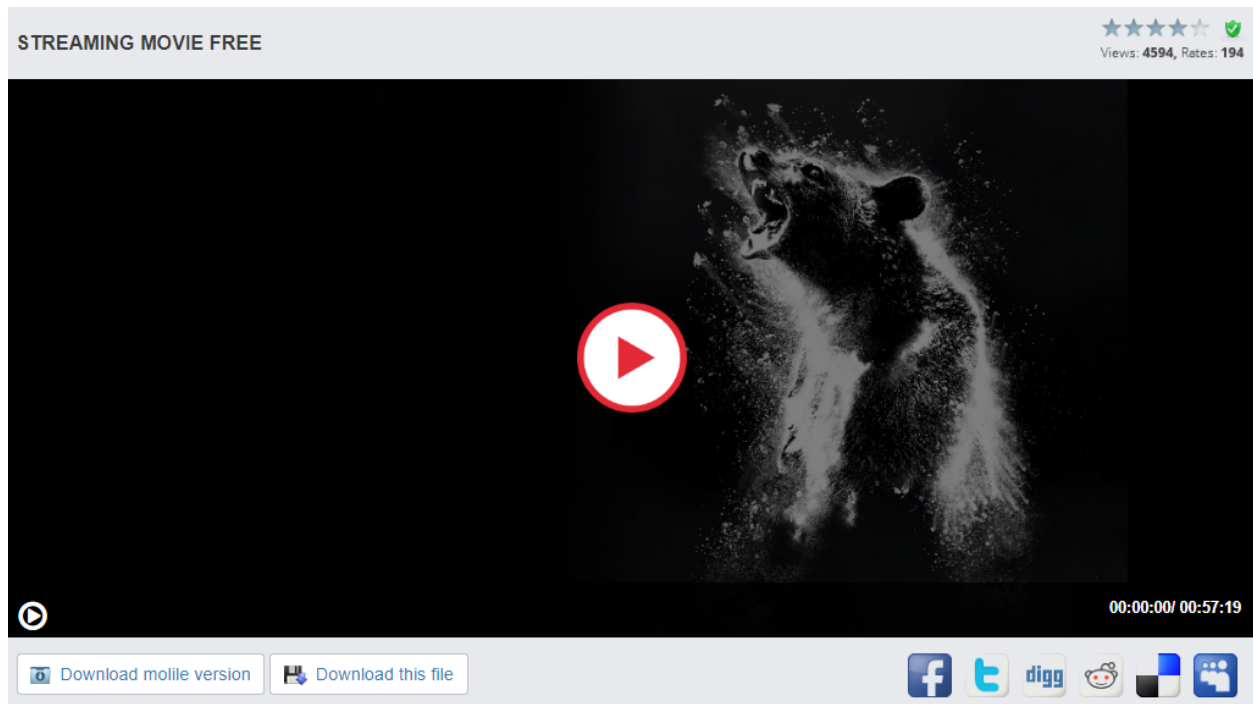 STREAMING MOVIE FREE
Views: 4594, Rates: 194
00:00:00/ 00:57:19
Download molile version
Download this file
digg